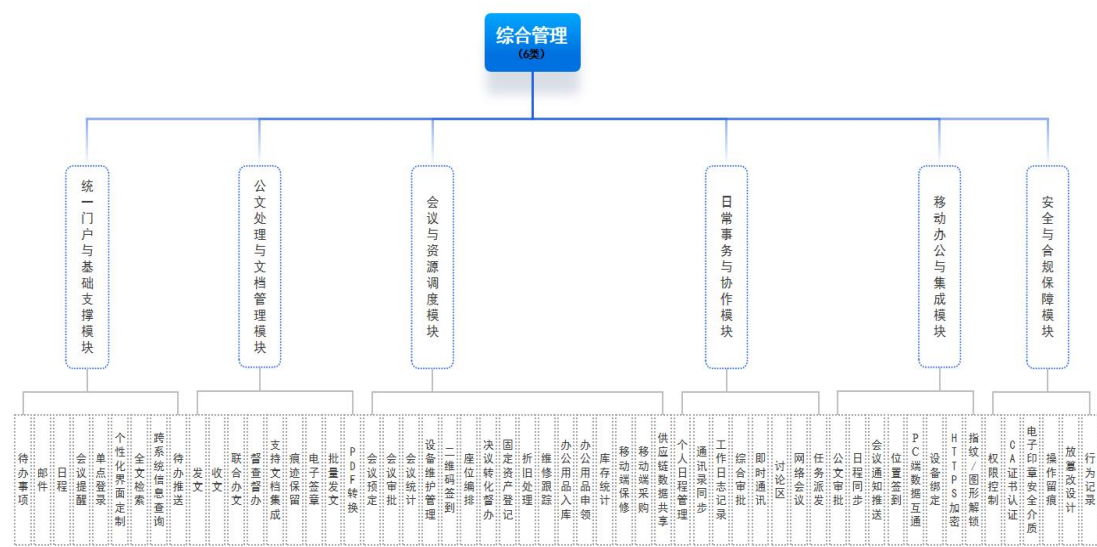 综合管理
（6类）
统一门户与基础支撑模块
公文处理与文档管理模块
会议与资源调度模块
日常事务与协作模块
移动办公与集成模块
安全与合规保障模块
待办事项
邮件
日程
会议提醒
单点登录
个性化界面定制
全文检索
跨系统信息查询
待办推送
发文
收文
联合办文
督查督办
支持文档集成
痕迹保留
电子签章
批量发文
PDF转换
会议预定
会议审批
会议统计
设备维护管理
二维码签到
座位编排
决议转化督办
固定资产登记
折旧处理
维修跟踪
办公用品入库
办公用品申领
库存统计
移动端保修
移动端采购
供应链数据共享
个人日程管理
通讯录同步
工作日志记录
综合审批
即时通讯
讨论区
网络会议
任务派发
公文审批
日程同步
会议通知推送
位置签到
PC端数据互通
设备绑定
HTTPS加密
指纹/图形解锁
权限控制
CA证书认证
电子印章安全介质
操作留痕
放篡改设计
行为记录